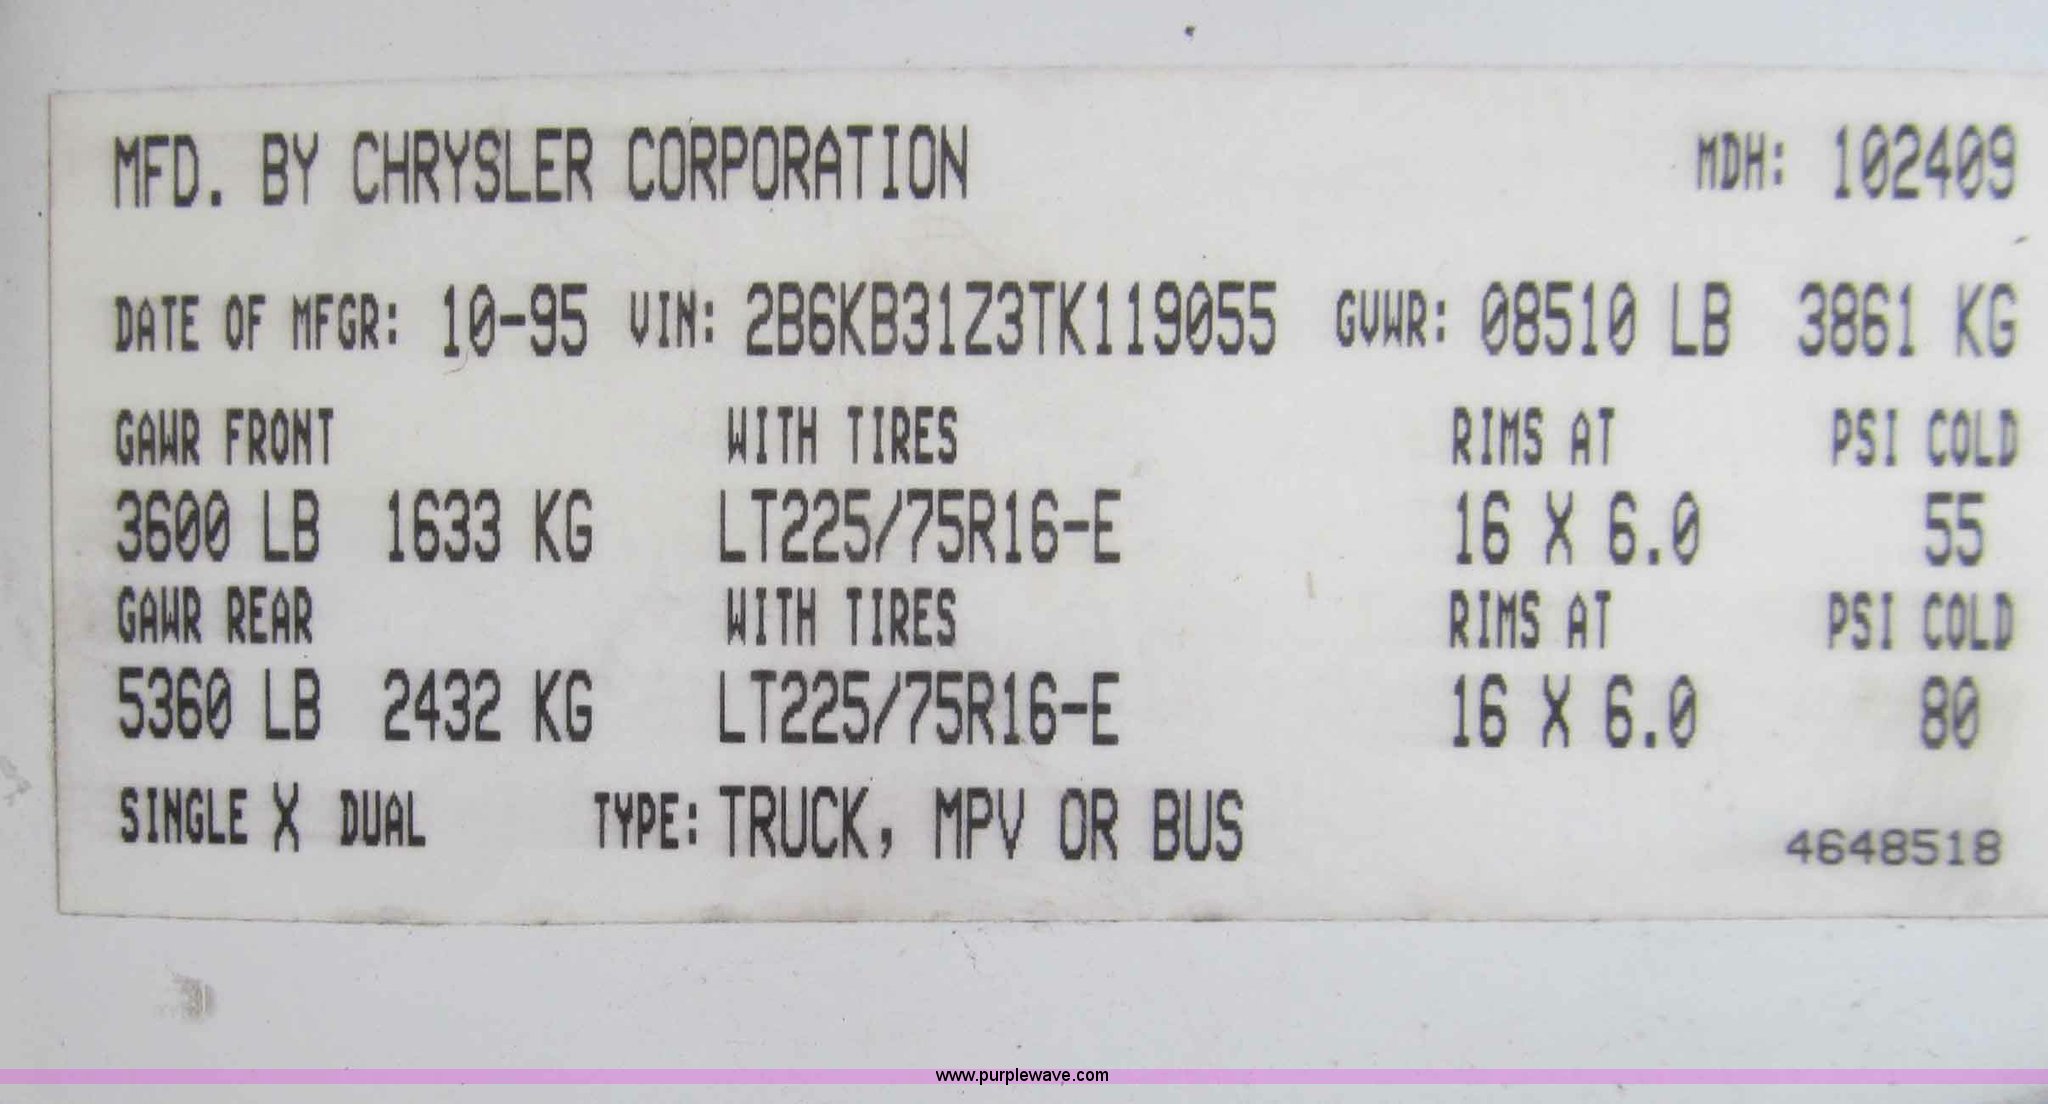 MFD. BY CHRYSLER CORPORATION MDH: 102409
DATE OF MFGR: 10-95 VIN: 2B6KB31Z3TK119055 GVWR: 08510 LB 3861 KG
GAWR FRONT WITH TIRES RIMS AT PSI COLD
3600 LB 1633 KG LT225/75R16-E 16 X 6.0 55
GAWR REAR WITH TIRES RIMS AT PSI COLD
5360 LB 2432 KG LT225/75R16-E 16 X 6.0 80
SINGLE X DUAL TYPE: TRUCK, MPV OR BUS 4648518
www.purplewave.com